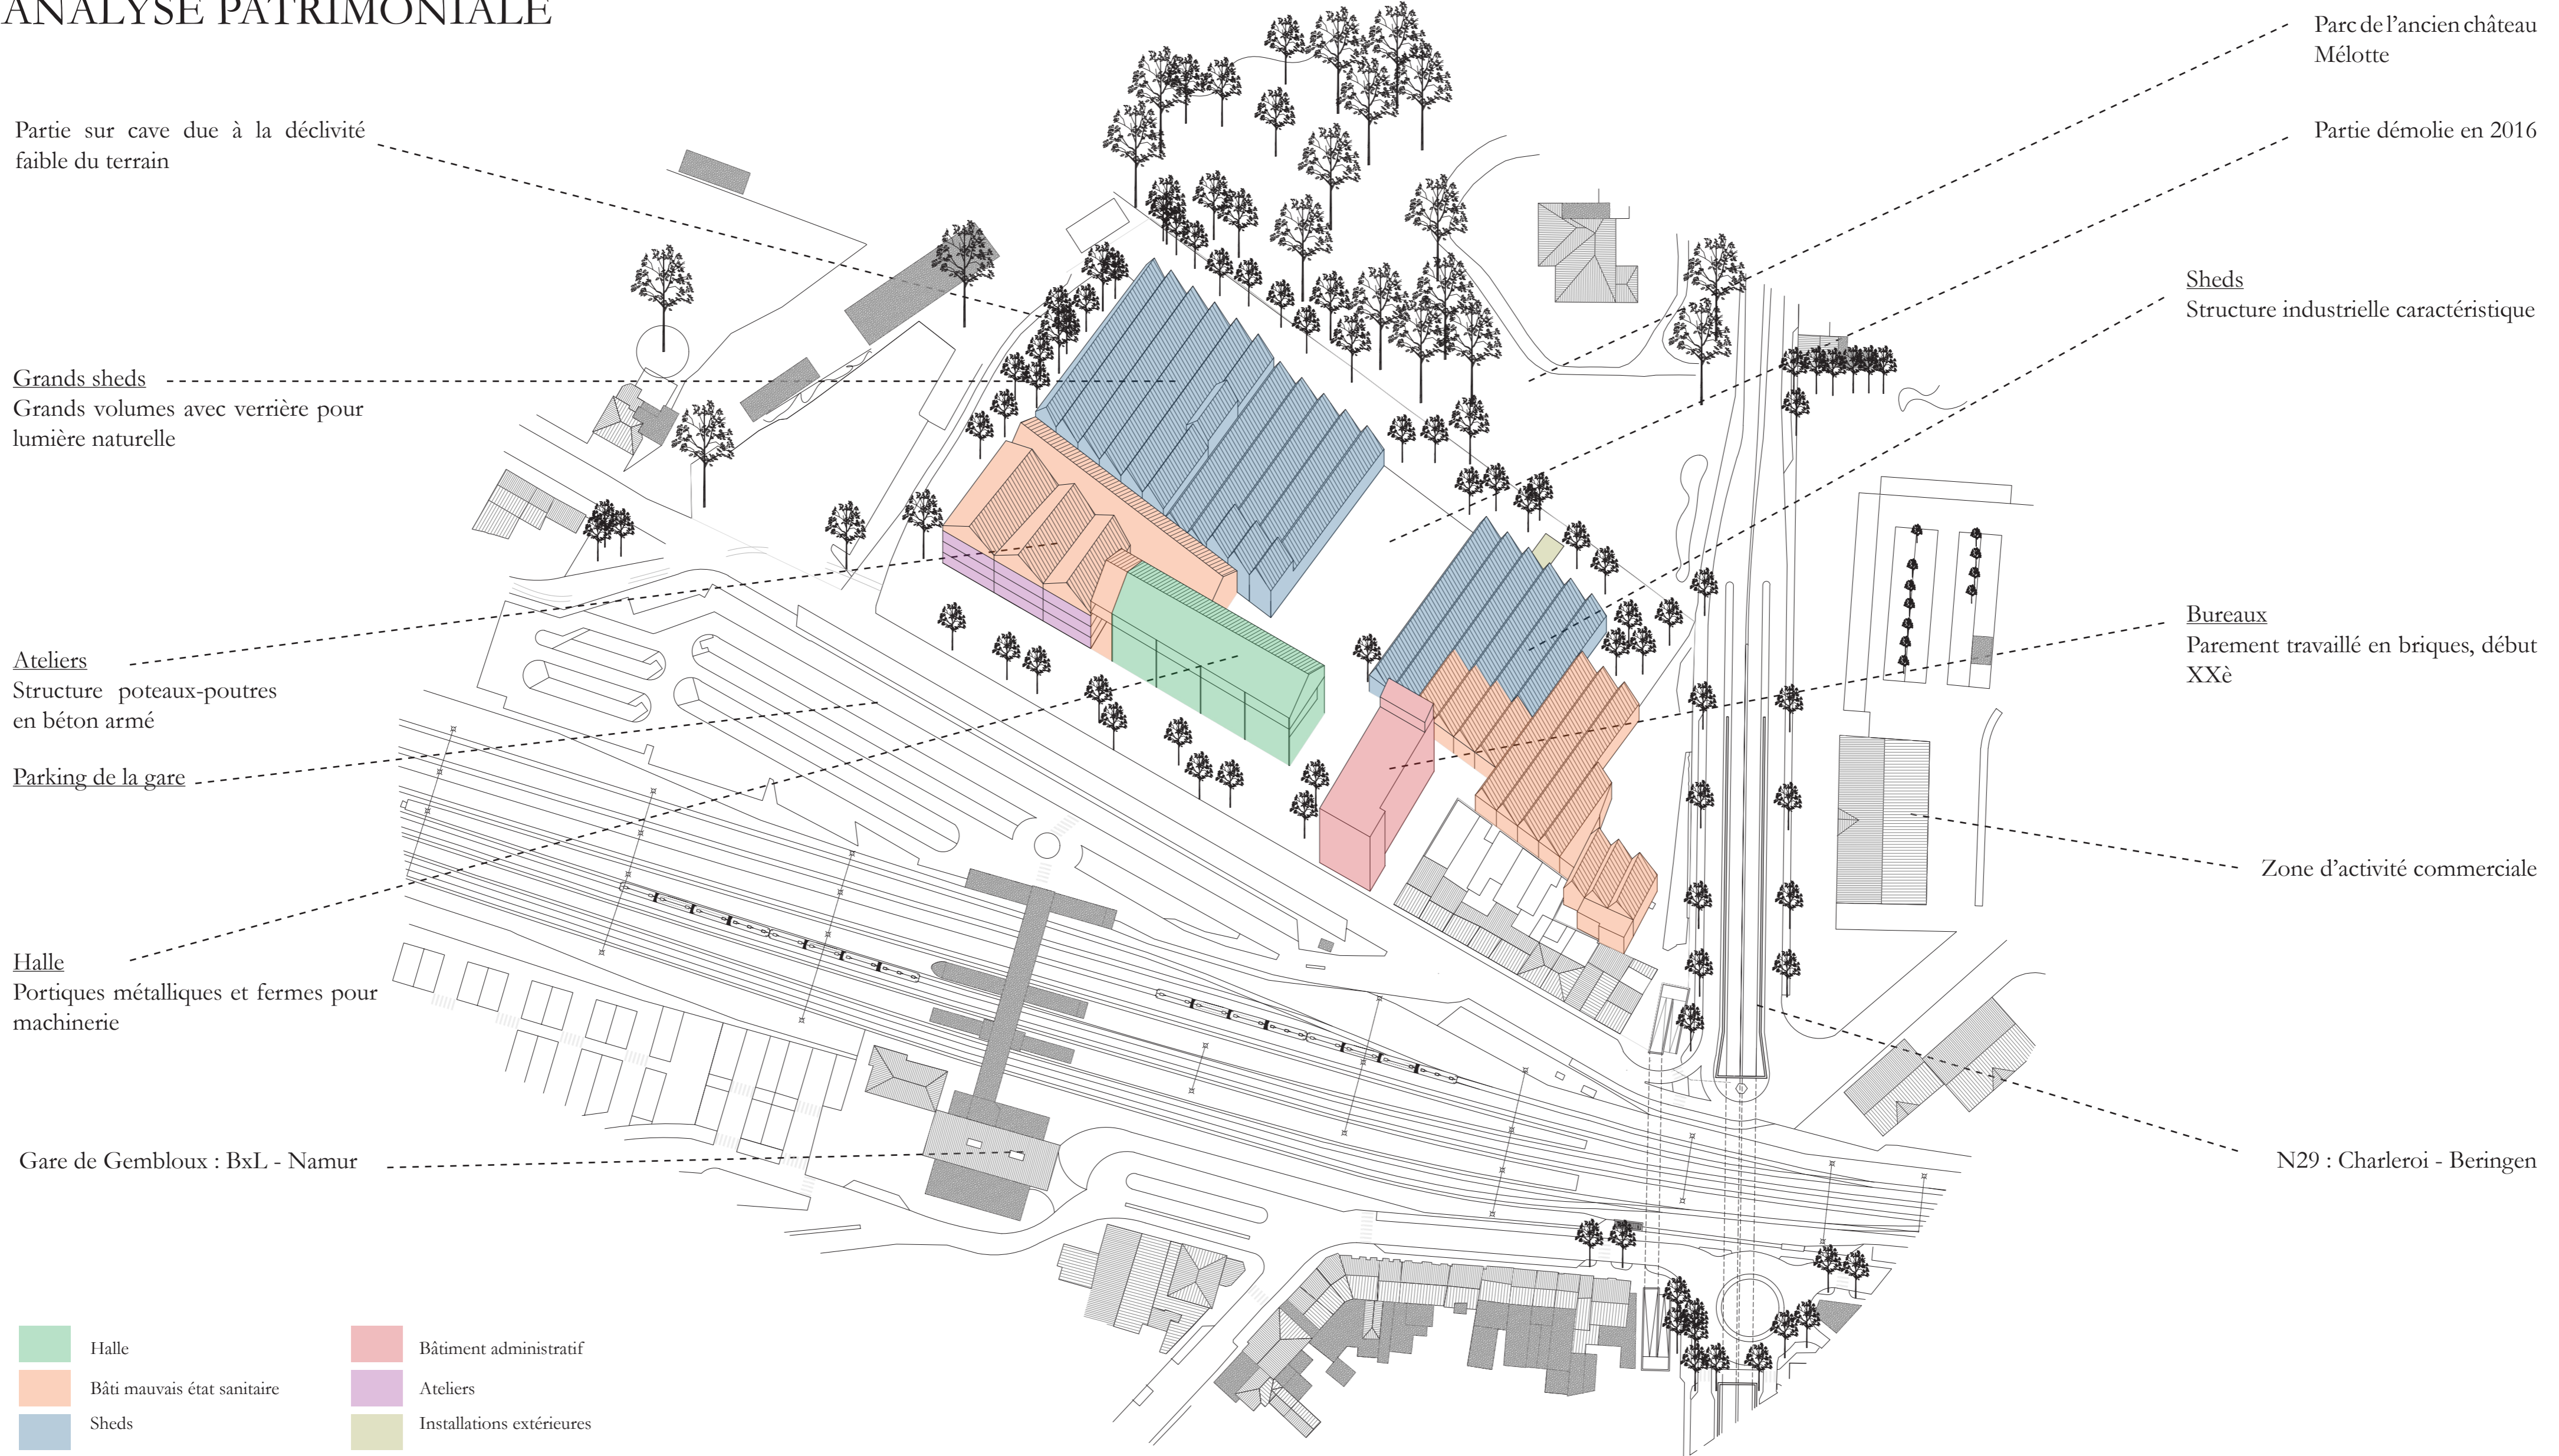 ANALYSE PATRIMONIALE
Partie sur cave due à la déclivité
faible du terrain
Grands sheds
Grands volumes avec verrière pour
lumière naturelle
Ateliers
Structure poteaux-poutres
en béton armé
Parking de la gare
Halle
Portiques métalliques et fermes pour
machinerie
Gare de Gembloux : BxL - Namur
Parc de l'ancien château
Mélotte
Partie démolie en 2016
Sheds
Structure industrielle caractéristique
Bureaux
Parement travaillé en briques, début
XXè
Zone d'activité commerciale
N29 : Charleroi - Beringen
Halle
Bâti mauvais état sanitaire
Sheds
Bâtiment administratif
Ateliers
Installations extérieures